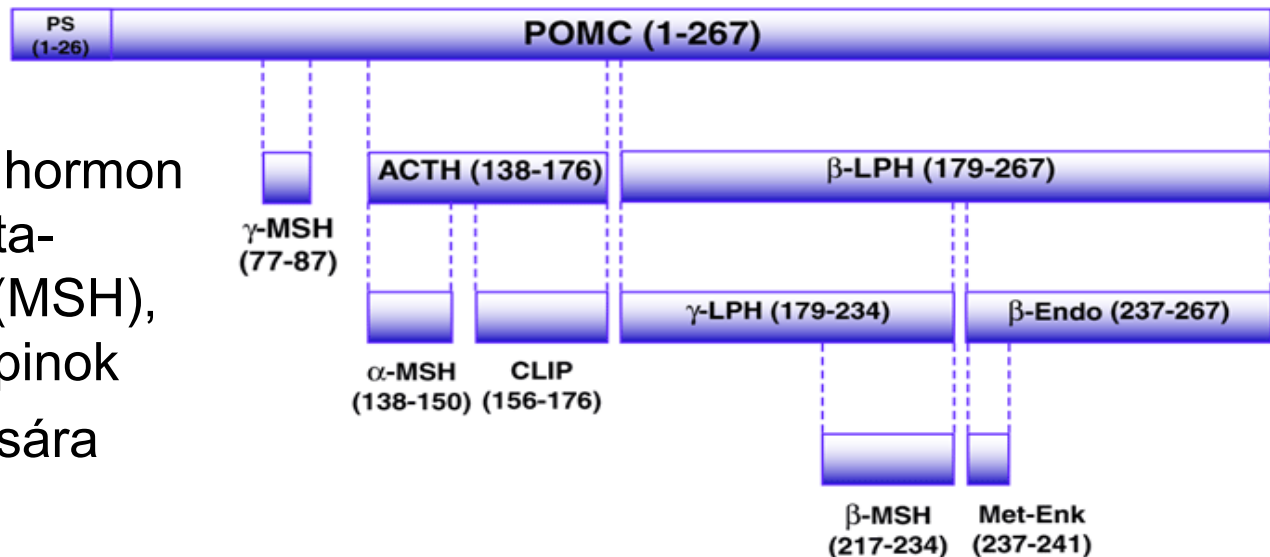 PS
(1-26)
POMC (1-267)
hormon
ta-
(MSH),
pinok
sára
ACTH (138-176)
β-LPH (179-267)
γ-MSH
(77-87)
γ-LPH (179-234)
β-Endo (237-267)
α-MSH
(138-150)
CLIP
(156-176)
β-MSH
(217-234)
Met-Enk
(237-241)